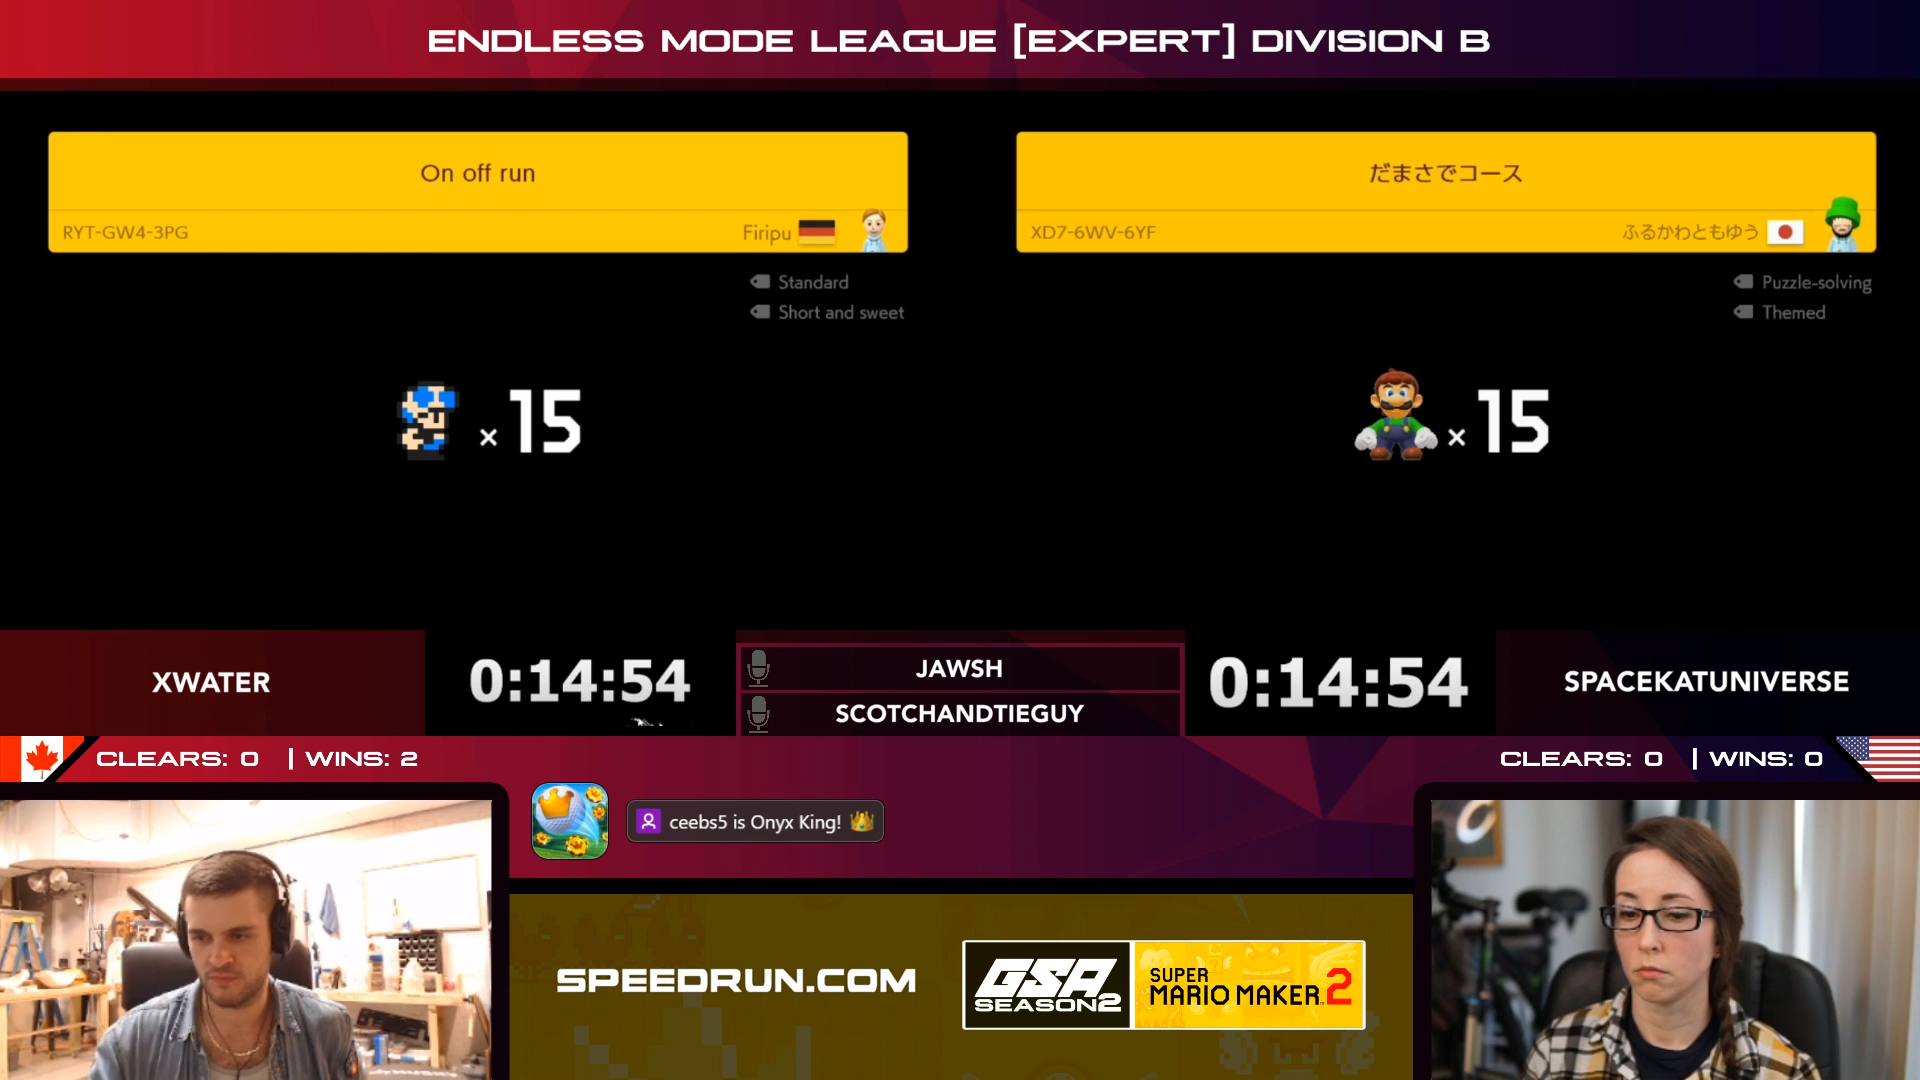 ENDLESS MODE LEAGUE [EXPERT] DIVISION B
On off run
RYT-GW4-3PG
Firipu
Standard
Short and sweet
× 15
だまさでコース
XD7-6WV-6YF
ふるかわともゆう
Puzzle-solving
Themed
× 15
XWATER
0:14:54
JAWSH
SCOTCHANDTIEGUY
0:14:54
SPACEKATUNIVERSE
CLEARS: 0 | WINS: 2
CLEARS: 0 | WINS: 0
ceebs5 is Onyx King!
SPEEDRUN.COM
GSA
SEASON2
SUPER
MARIO MAKER 2